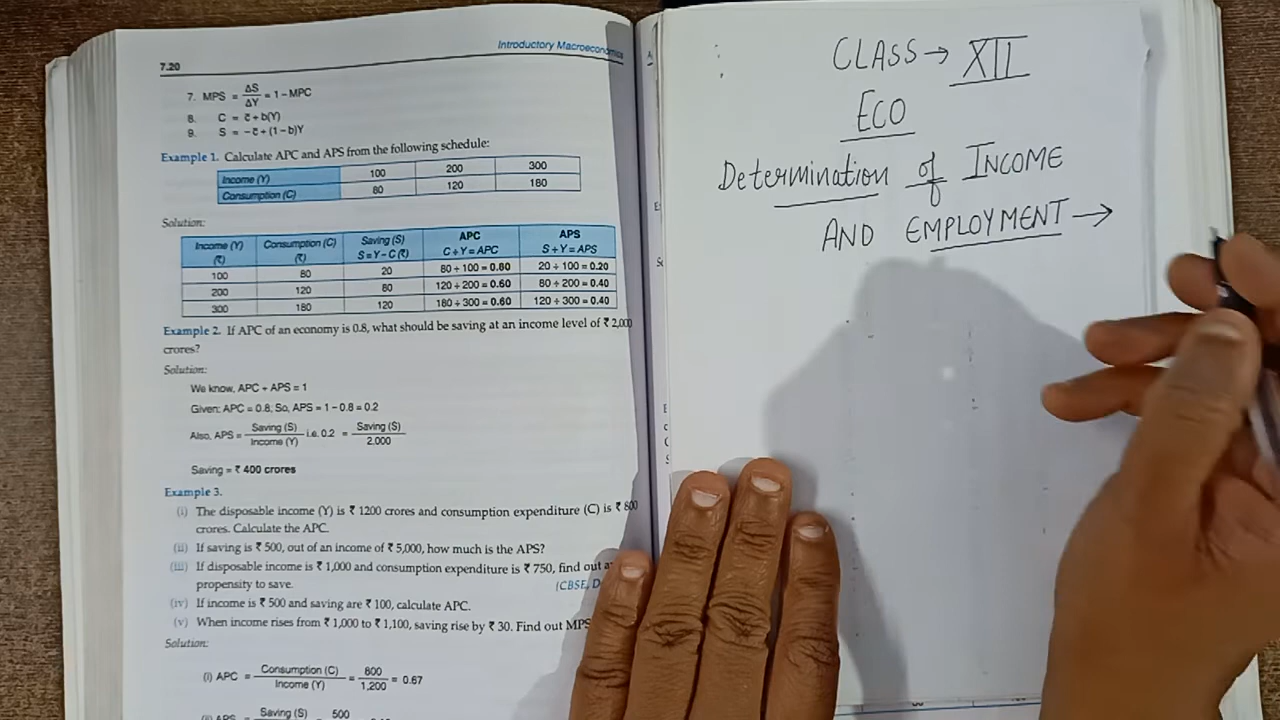 7.20
Introductory Macroecono
7. MPS = ΔS/ΔY = 1 – MPC
8. C = c̄ + b(Y)
9. S = –c̄ + (1 – b)Y
Example 1. Calculate APC and APS from the following schedule:
Income (Y) 100 200 300
Consumption (C) 80 120 180
Solution:
Income (Y) (₹) Consumption (C) (₹) Saving (S) S = Y – C (₹) APC C ÷ Y = APC APS S ÷ Y = APS
100 80 20 80 ÷ 100 = 0.80 20 ÷ 100 = 0.20
200 120 80 120 ÷ 200 = 0.60 80 ÷ 200 = 0.40
300 180 120 180 ÷ 300 = 0.60 120 ÷ 300 = 0.40
Example 2. If APC of an economy is 0.8, what should be saving at an income level of ₹ 2,000
crores?
Solution:
We know, APC + APS = 1
Given: APC = 0.8, So, APS = 1 – 0.8 = 0.2
Also, APS = Saving (S)/Income (Y) i.e. 0.2 = Saving (S)/2,000
Saving = ₹ 400 crores
Example 3.
(i) The disposable income (Y) is ₹ 1200 crores and consumption expenditure (C) is ₹ 800
crores. Calculate the APC.
(ii) If saving is ₹ 500, out of an income of ₹ 5,000, how much is the APS?
(iii) If disposable income is ₹ 1,000 and consumption expenditure is ₹ 750, find out
propensity to save. (CBSE, D
(iv) If income is ₹ 500 and saving are ₹ 100, calculate APC.
(v) When income rises from ₹ 1,000 to ₹ 1,100, saving rise by ₹ 30. Find out MPS
Solution:
(i) APC = Consumption (C)/Income (Y) = 800/1,200 = 0.67
(ii) APS Saving (S) 500
CLASS → XII
ECO
Determination of INCOME
AND EMPLOYMENT →